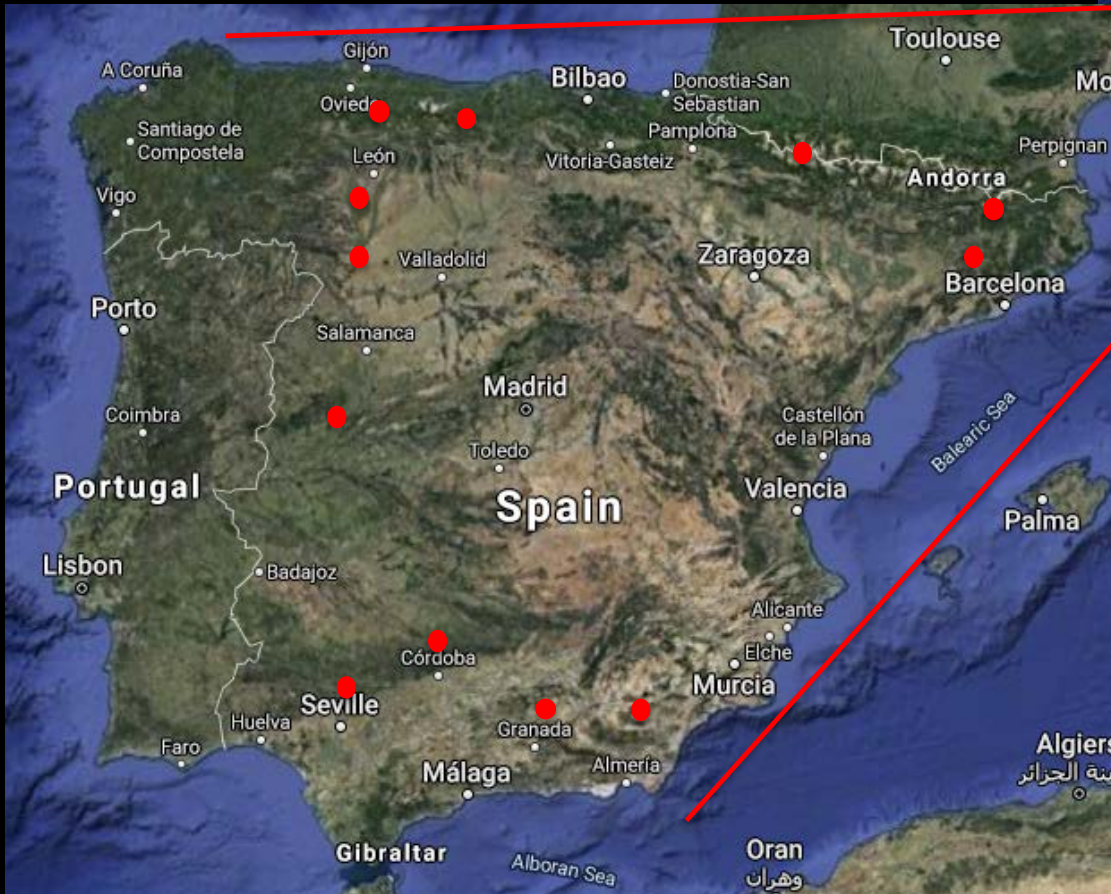 Toulouse
Gijón
A Coruña
Bilbao
Donostia-San
Sebastian
Oviedo
Santiago de
Compostela
Pamplona
León
Vitoria-Gasteiz
Perpignan
Andorra
Vigo
Valladolid
Zaragoza
Barcelona
Porto
Salamanca
Madrid
Coimbra
Castellón
de la Plana
Balearic Sea
Toledo
Portugal
Spain
Valencia
Palma
Lisbon
Badajoz
Alicante
Elche
Córdoba
Murcia
Seville
Huelva
Granada
Faro
Almería
Málaga
Algiers
Gibraltar
Alboran Sea
Oran
وهران